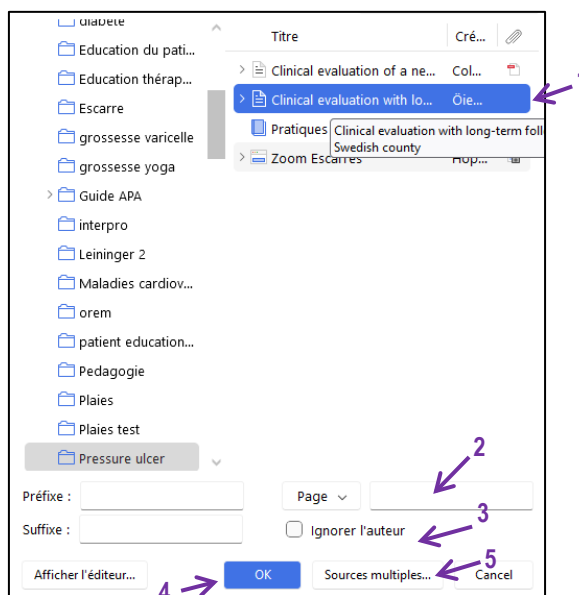 diabète
Education du pati...
Education thérap...
Escarre
grossesse varicelle
grossesse yoga
Guide APA
interpro
Leininger 2
Maladies cardiov...
orem
patient education...
Pedagogie
Plaies
Plaies test
Pressure ulcer
Titre Cré...
Clinical evaluation of a ne... Col...
Clinical evaluation with lo... Öie...
Pratiques
Clinical evaluation with long-term foll
Swedish county
Zoom Escarres Hôp...
2
Préfixe : Page
3
Suffixe : Ignorer l'auteur
5
Afficher l'éditeur... OK Sources multiples... Cancel
4